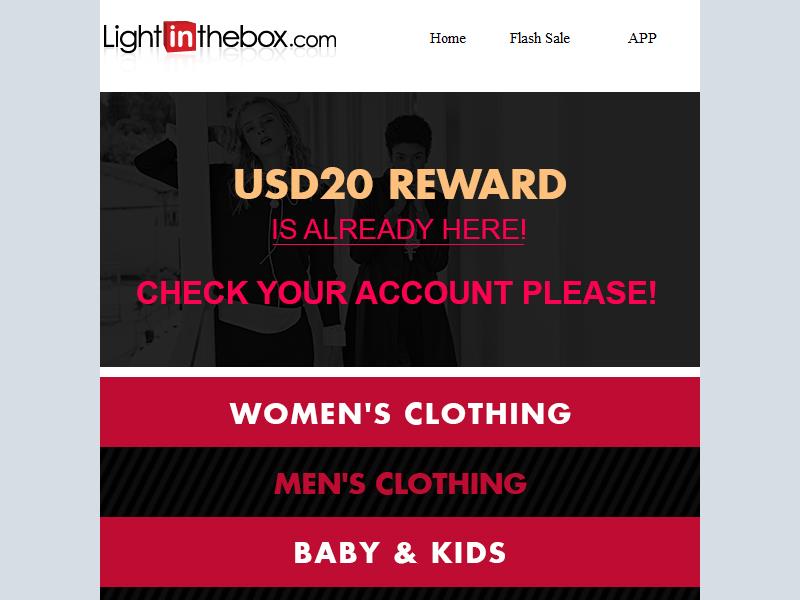 Lightinthebox.com
Home Flash Sale APP
USD20 REWARD
IS ALREADY HERE!
CHECK YOUR ACCOUNT PLEASE!
WOMEN'S CLOTHING
MEN'S CLOTHING
BABY & KIDS